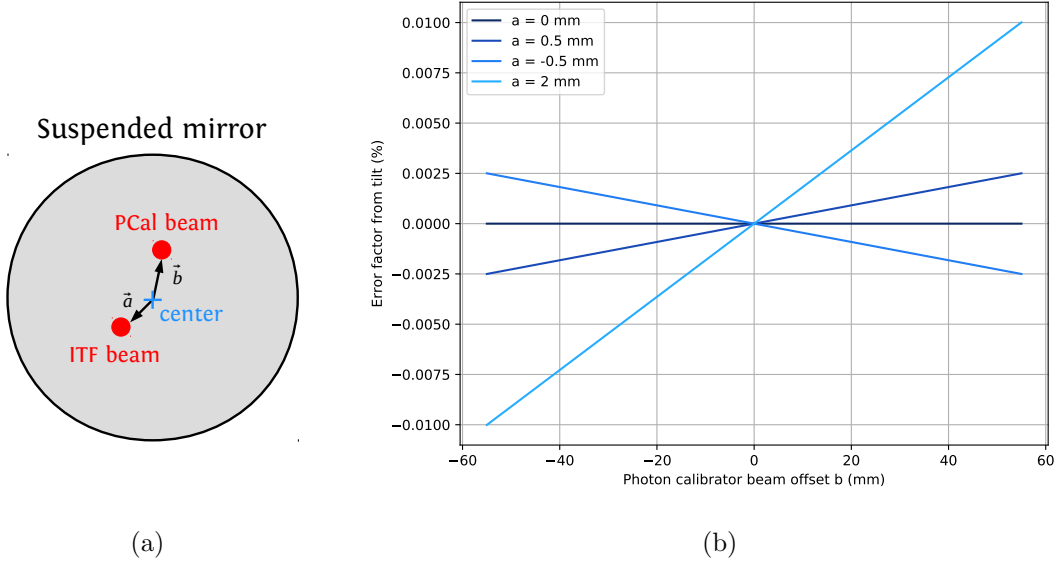 Suspended mirror
PCal beam
b
a
center
ITF beam
(a)
a = 0 mm
a = 0.5 mm
a = -0.5 mm
a = 2 mm
Error factor from tilt (%)
0.0100
0.0075
0.0050
0.0025
0.0000
−0.0025
−0.0050
−0.0075
−0.0100
−60
−40
−20
0
20
40
60
Photon calibrator beam offset b (mm)
(b)